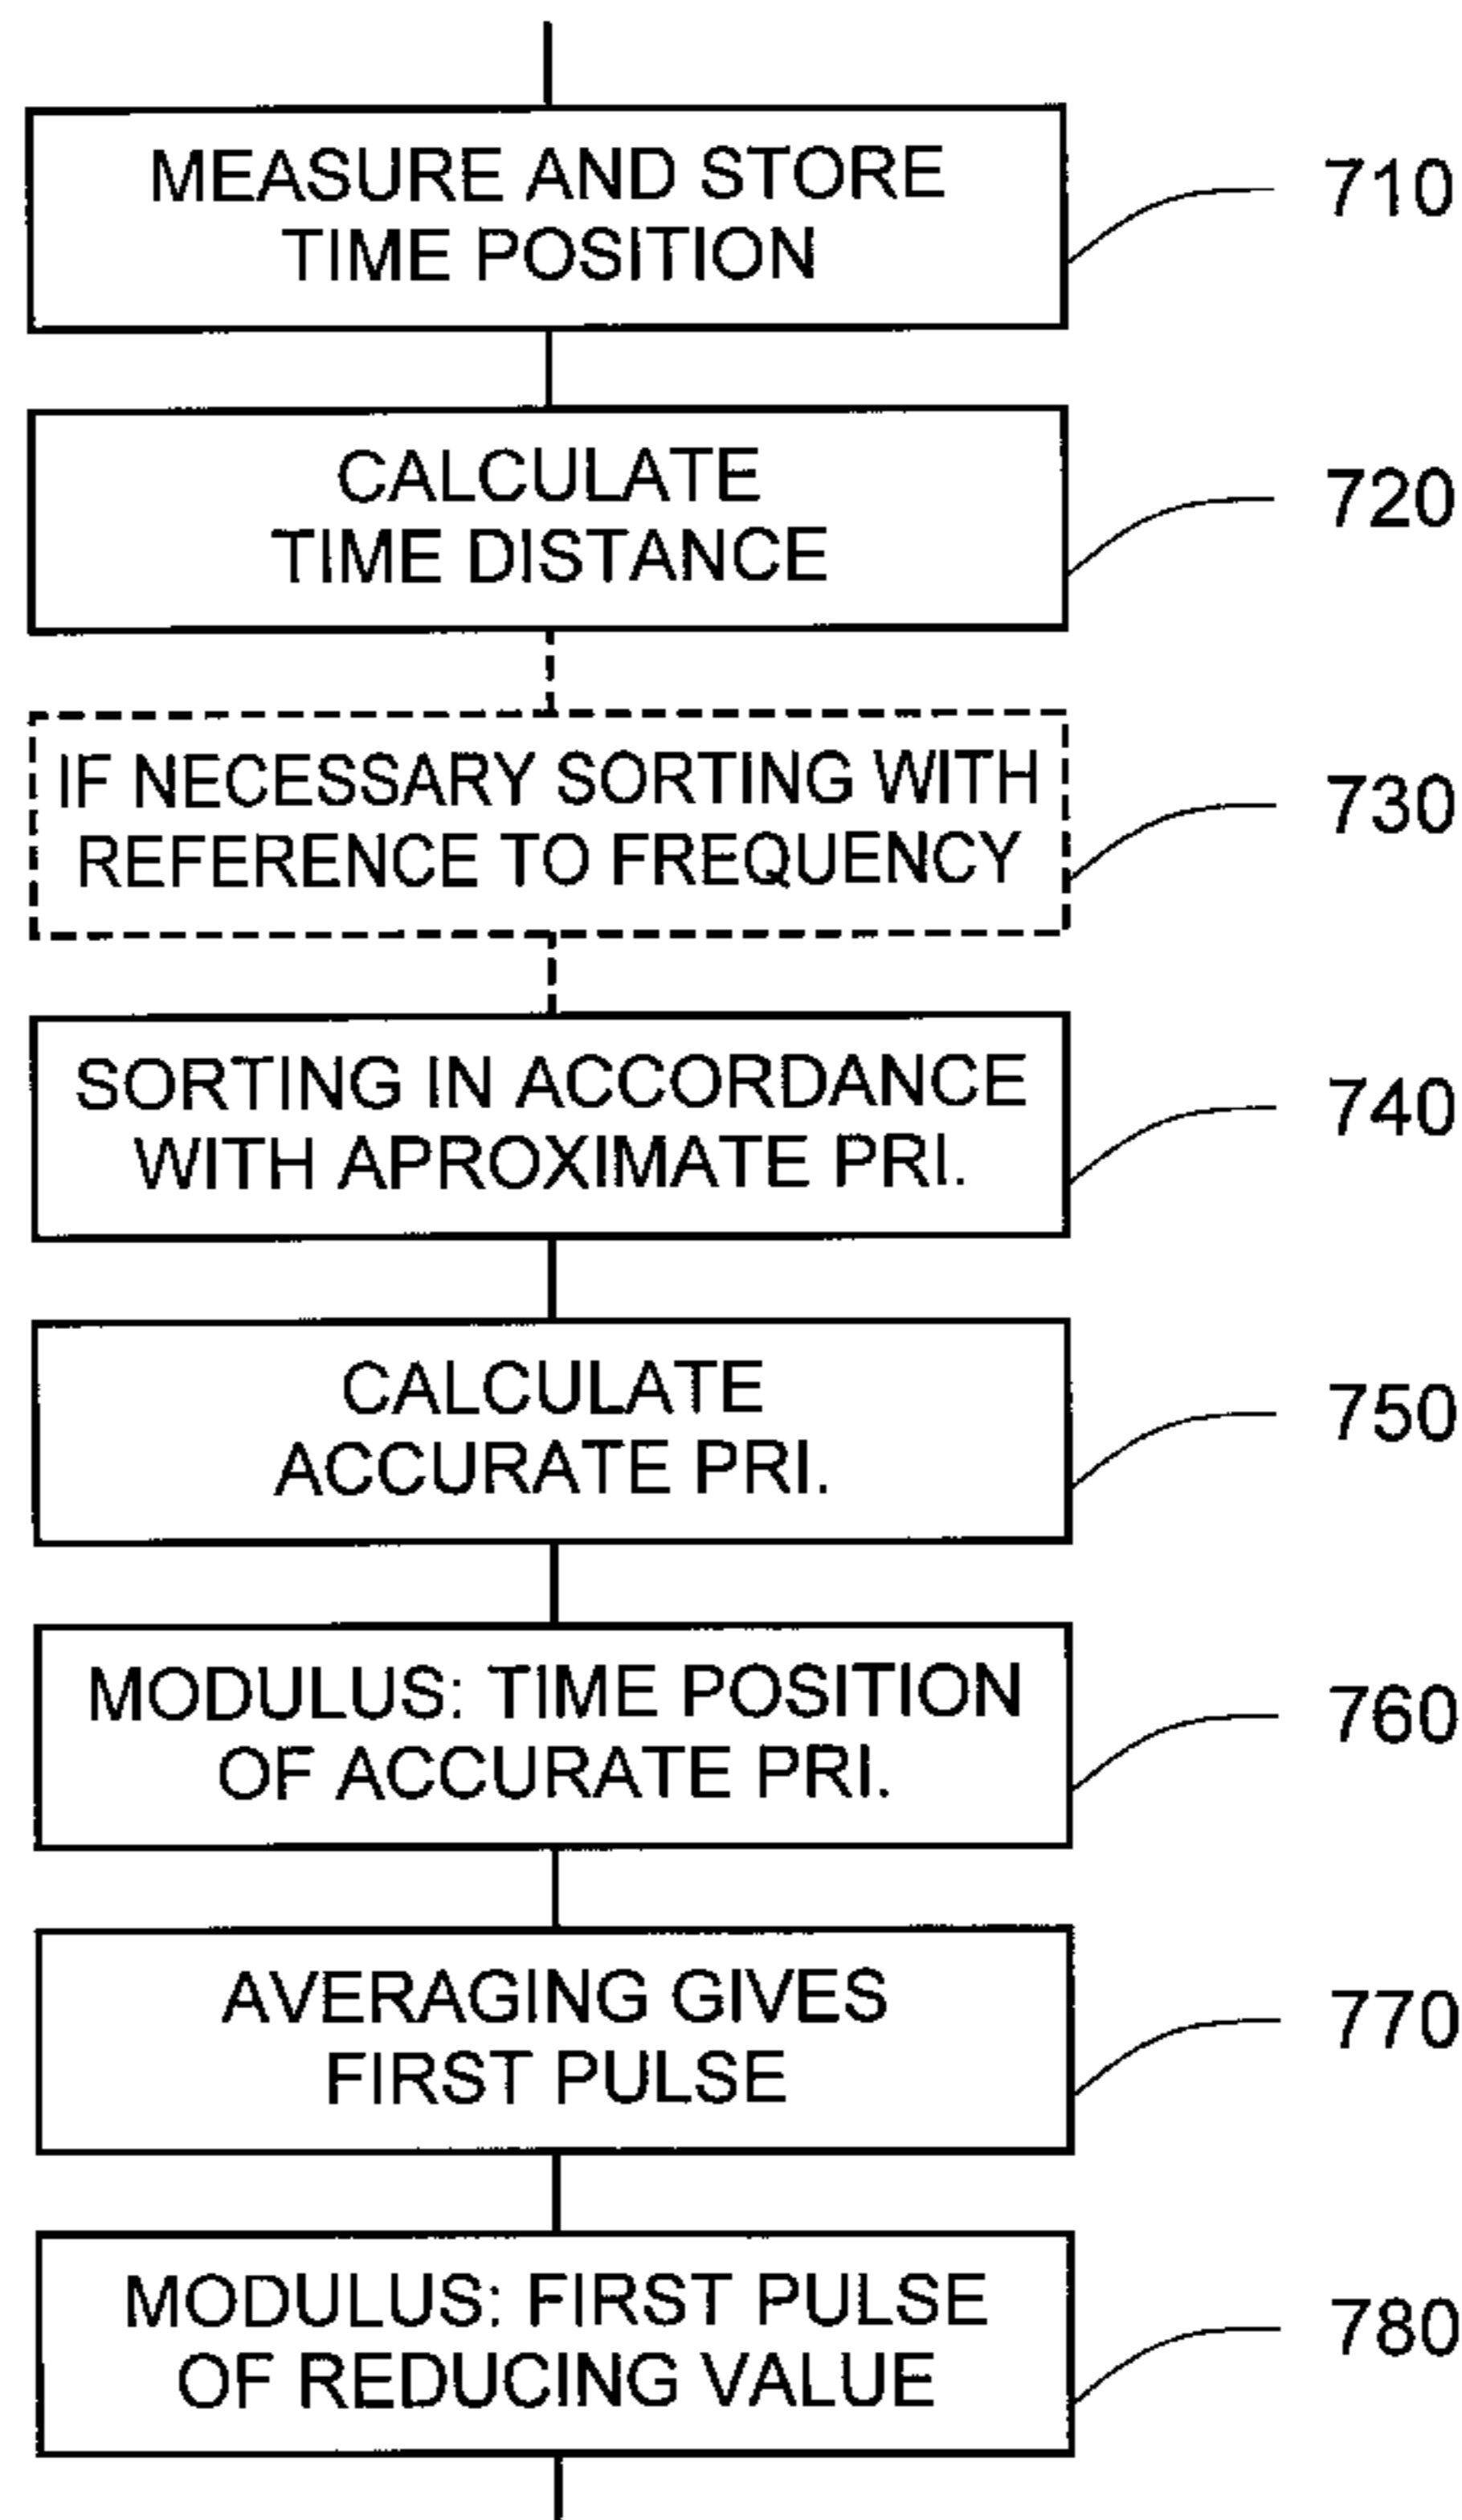 MEASURE AND STORE
TIME POSITION
710
CALCULATE
TIME DISTANCE
720
IF NECESSARY SORTING WITH
REFERENCE TO FREQUENCY
730
SORTING IN ACCORDANCE
WITH APROXIMATE PRI.
740
CALCULATE
ACCURATE PRI.
750
MODULUS: TIME POSITION
OF ACCURATE PRI.
760
AVERAGING GIVES
FIRST PULSE
770
MODULUS: FIRST PULSE
OF REDUCING VALUE
780